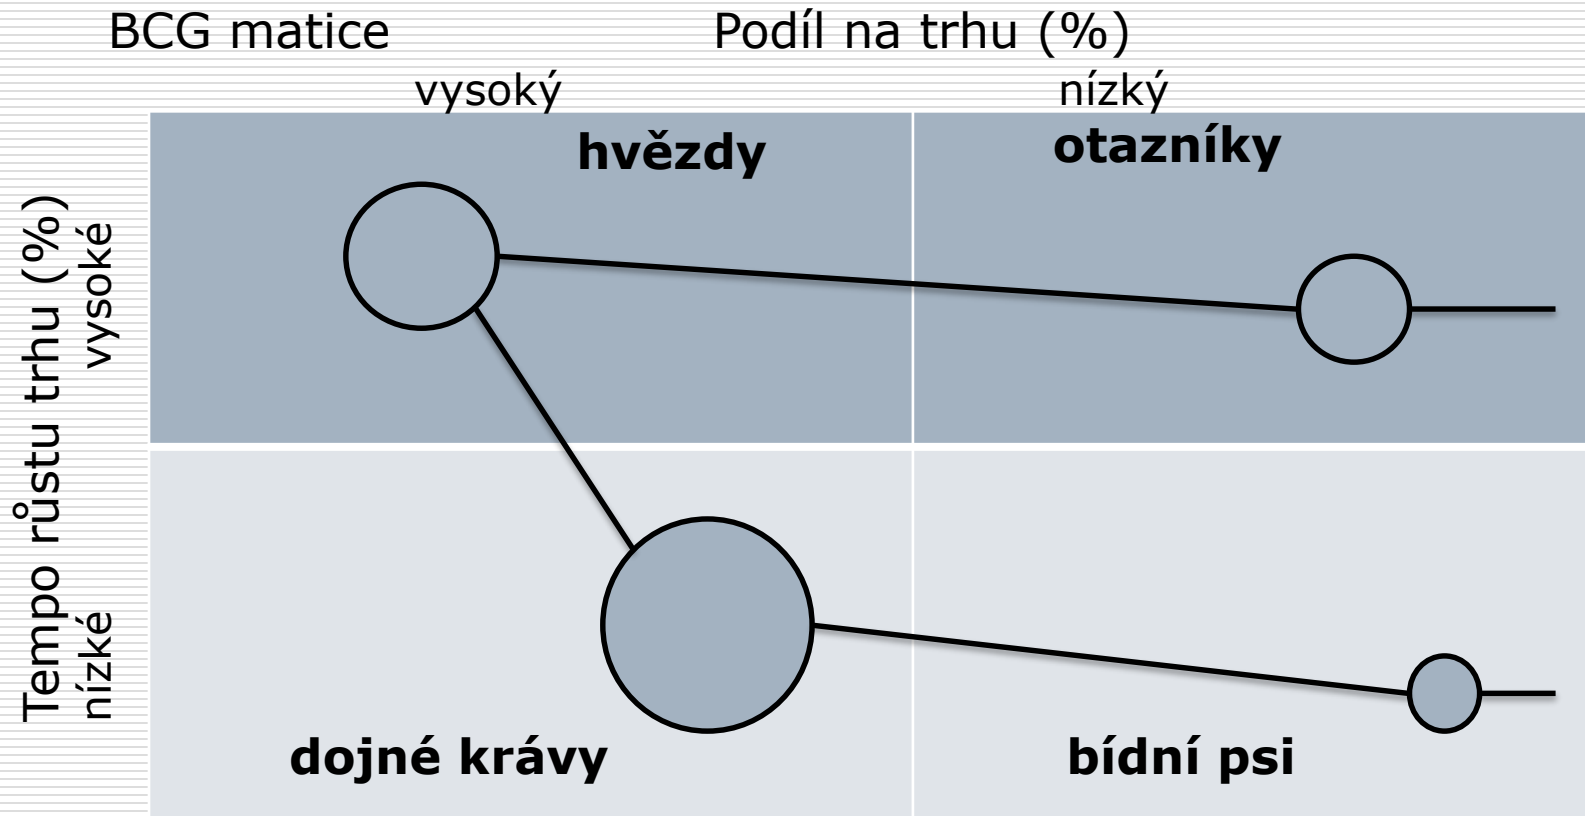 BCG matice
Podíl na trhu (%)
vysoký
nízký
hvězdy
otazníky
Tempo růstu trhu (%)
vysoké
nízké
dojné krávy
bídní psi